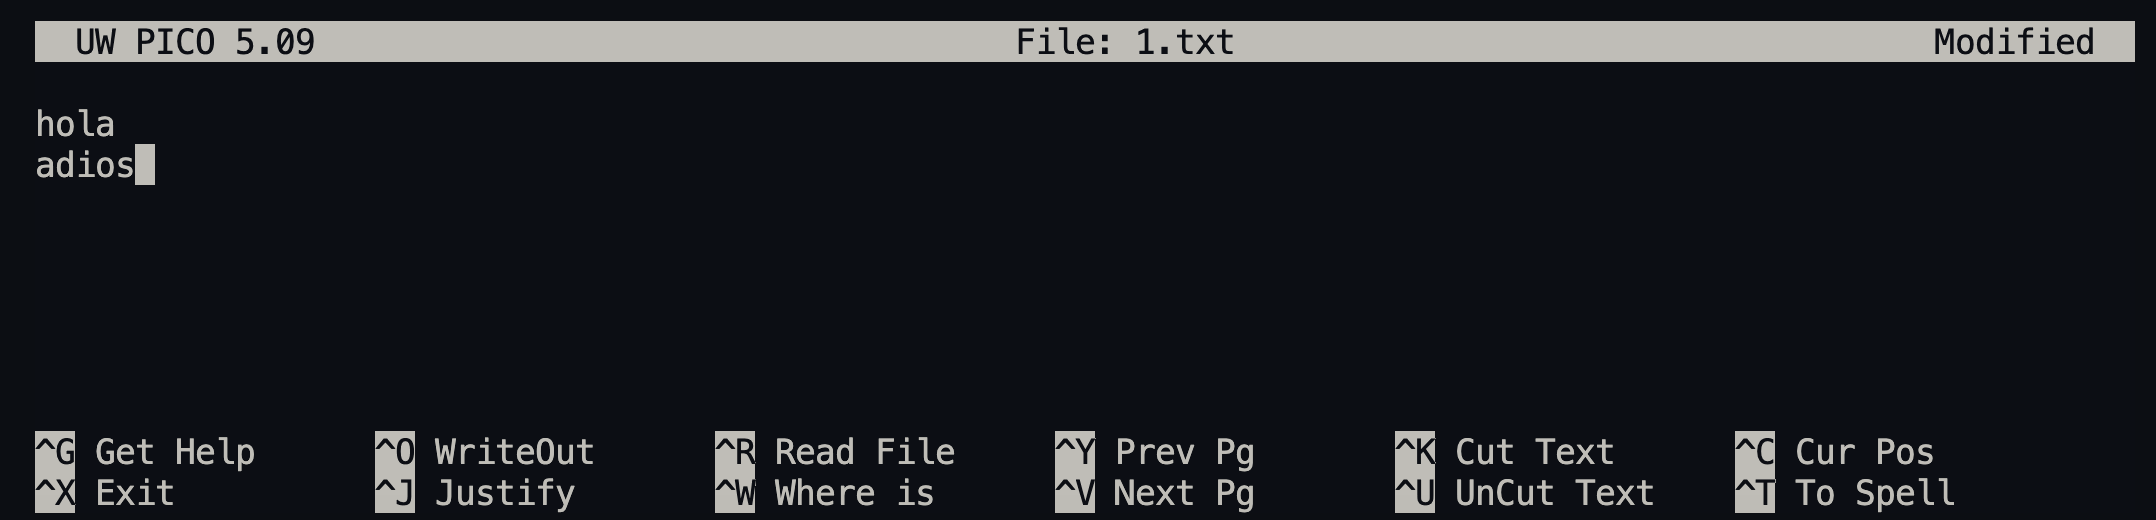 UW PICO 5.09 File: 1.txt Modified
hola
adios
^G Get Help ^O WriteOut ^R Read File ^Y Prev Pg ^K Cut Text ^C Cur Pos
^X Exit ^J Justify ^W Where is ^V Next Pg ^U UnCut Text ^T To Spell